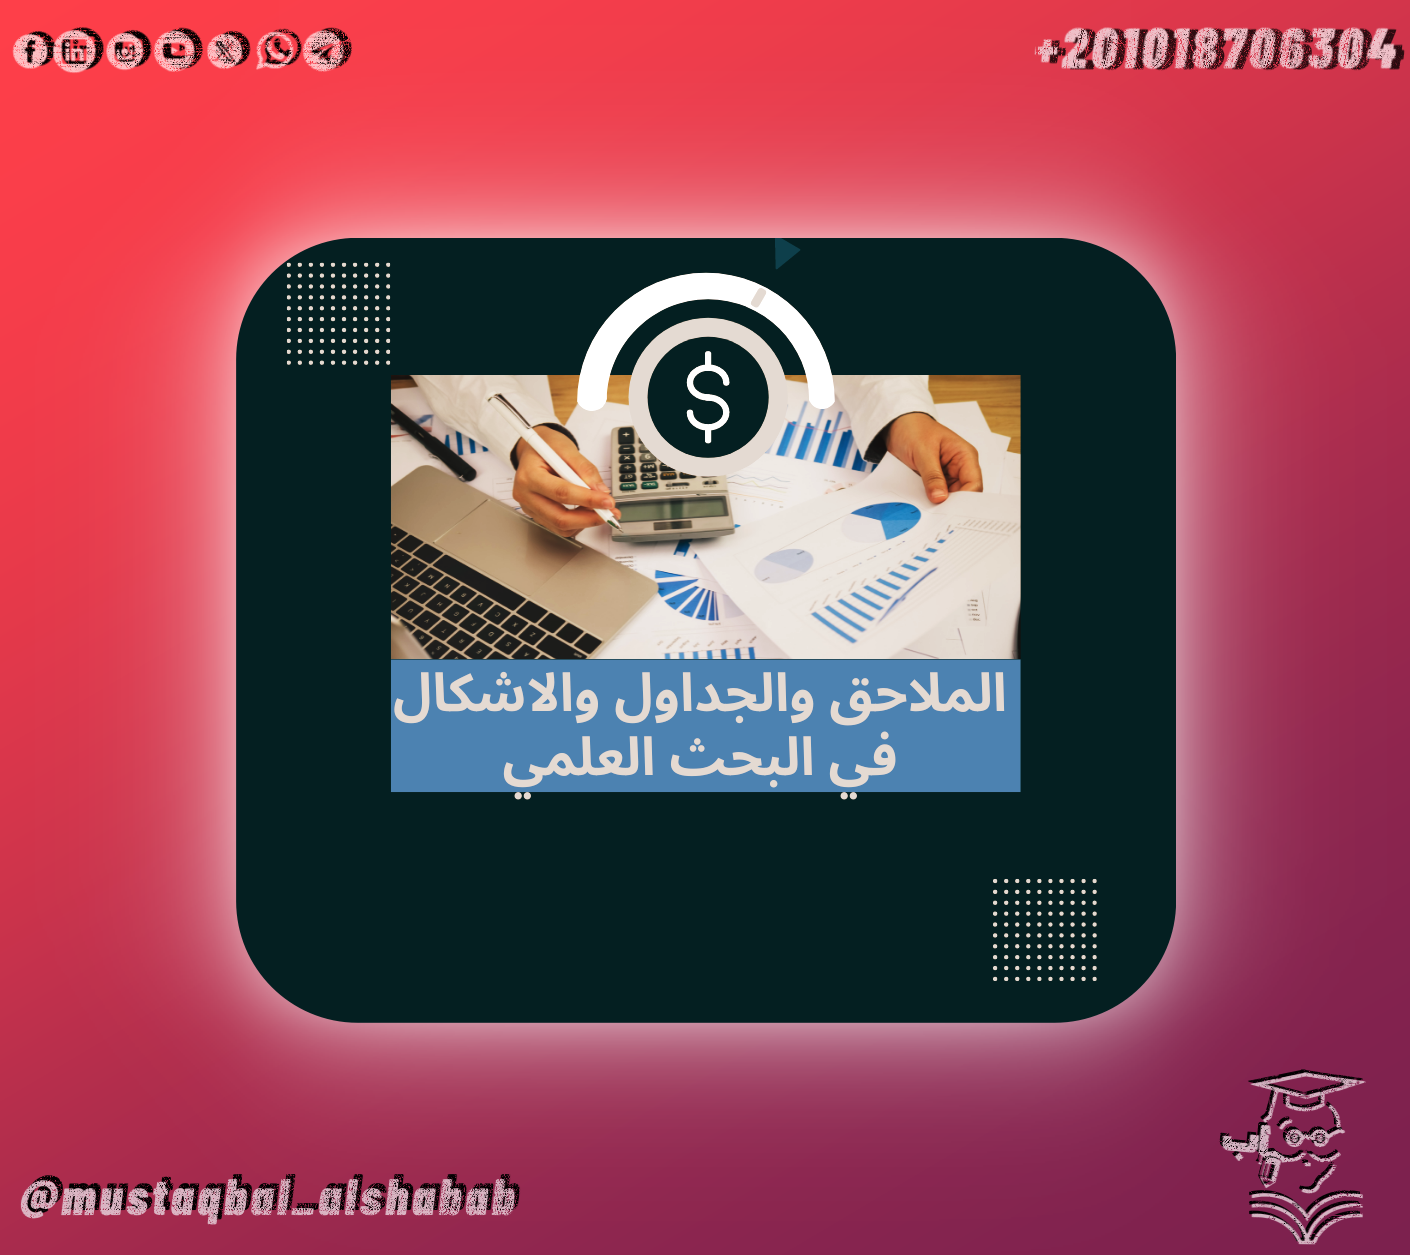 +201018706304
$
الملاحق والجداول والاشكال
في البحث العلمي
@mustaqbal_alshabab